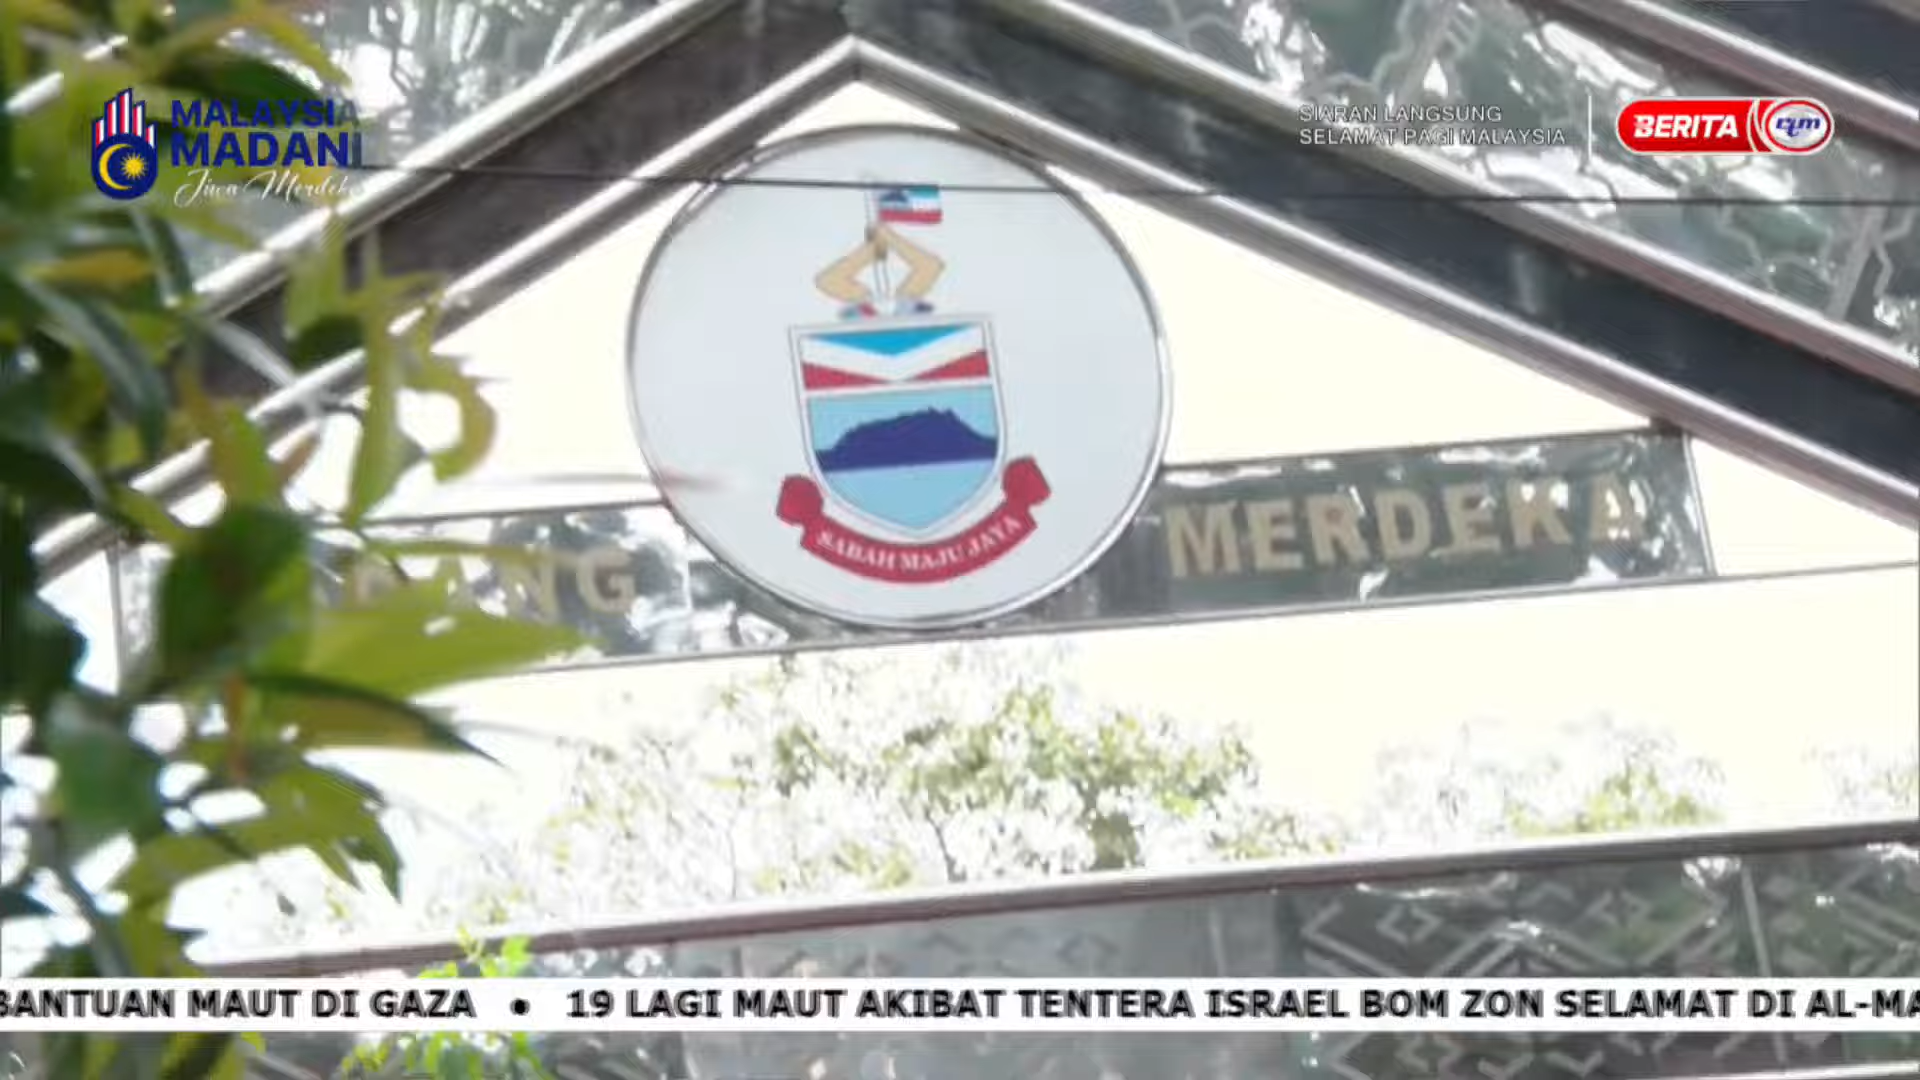 MALAYSIA
MADANI
Jiwa Merdeka
SIARAN LANGSUNG
SELAMAT PAGI MALAYSIA
BERITA rtm
SABAH MAJU JAYA
MERDEKA
BANTUAN MAUT DI GAZA • 19 LAGI MAUT AKIBAT TENTERA ISRAEL BOM ZON SELAMAT DI AL-MA